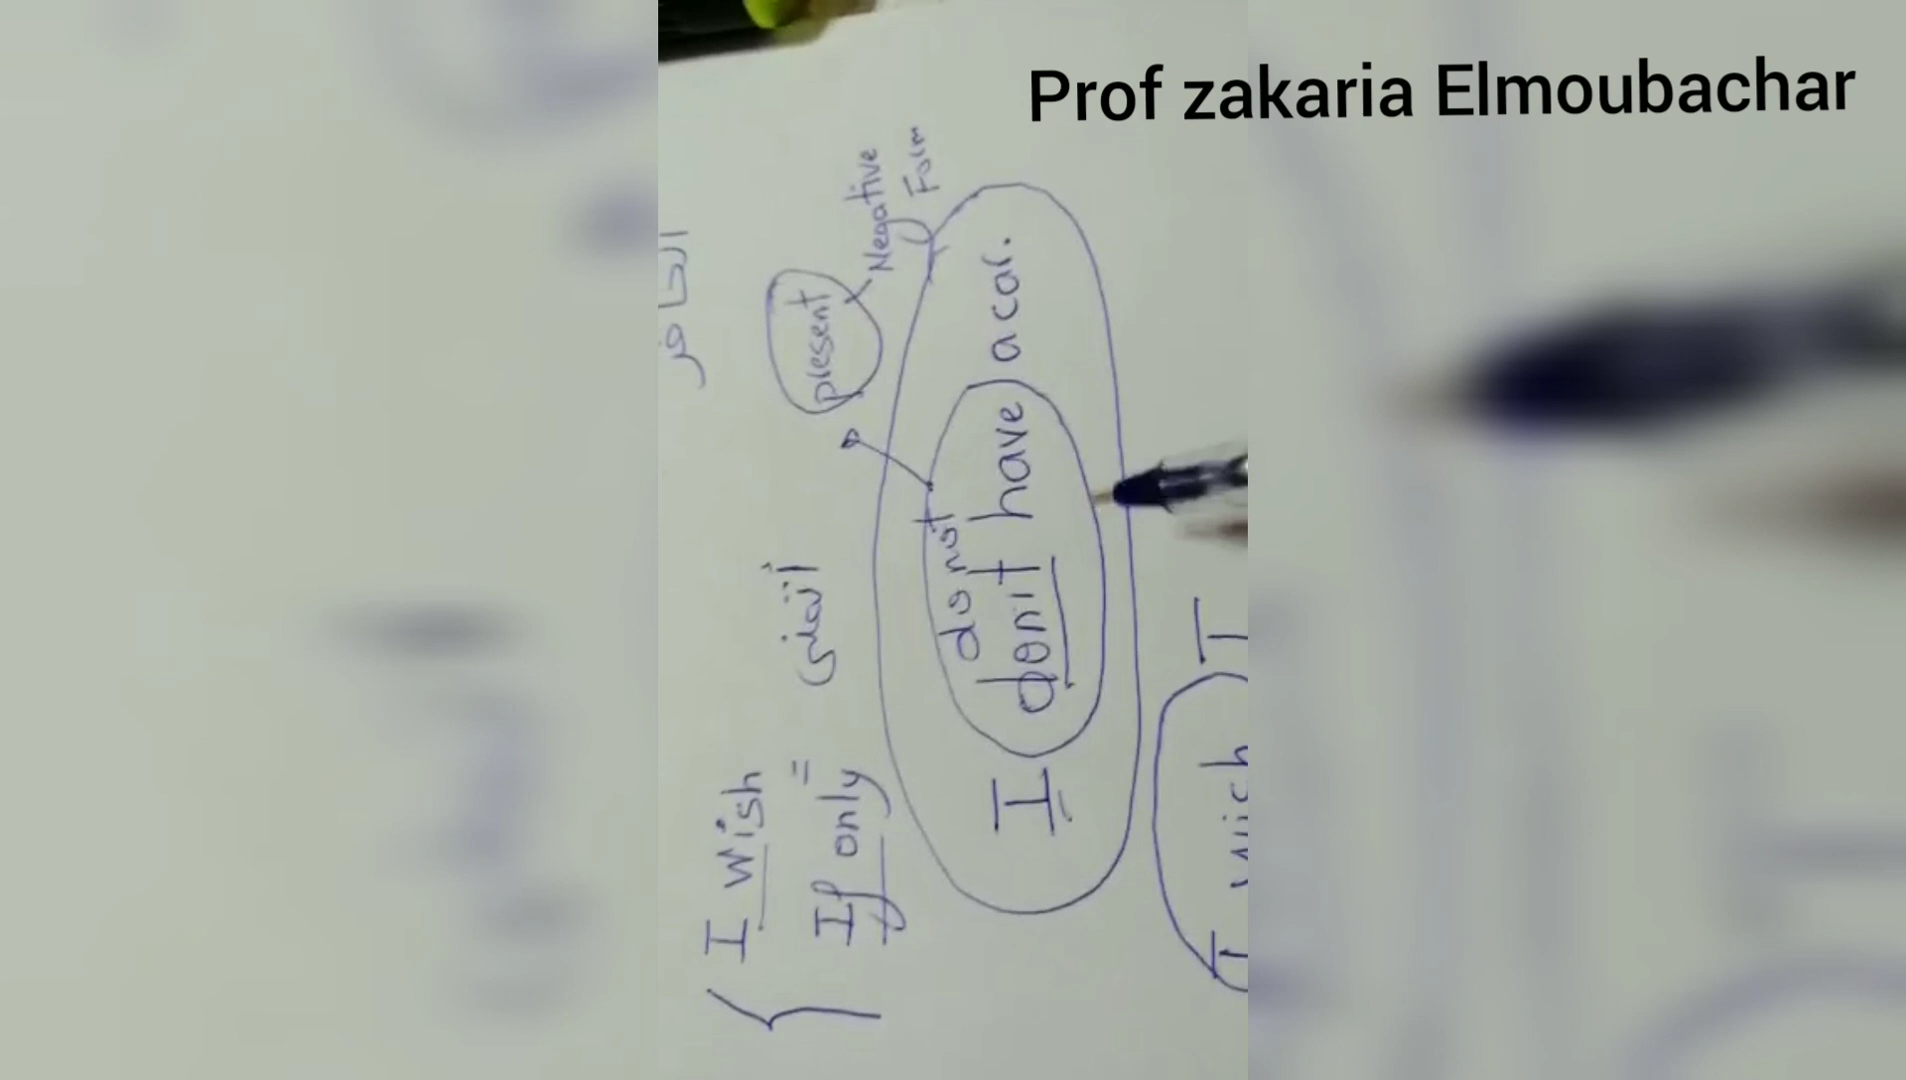 Prof zakaria Elmoubachar
الحاضر
I wish
= أتمنى
If only
present
Negative
Form
do not
I don't have a car.
I wish I